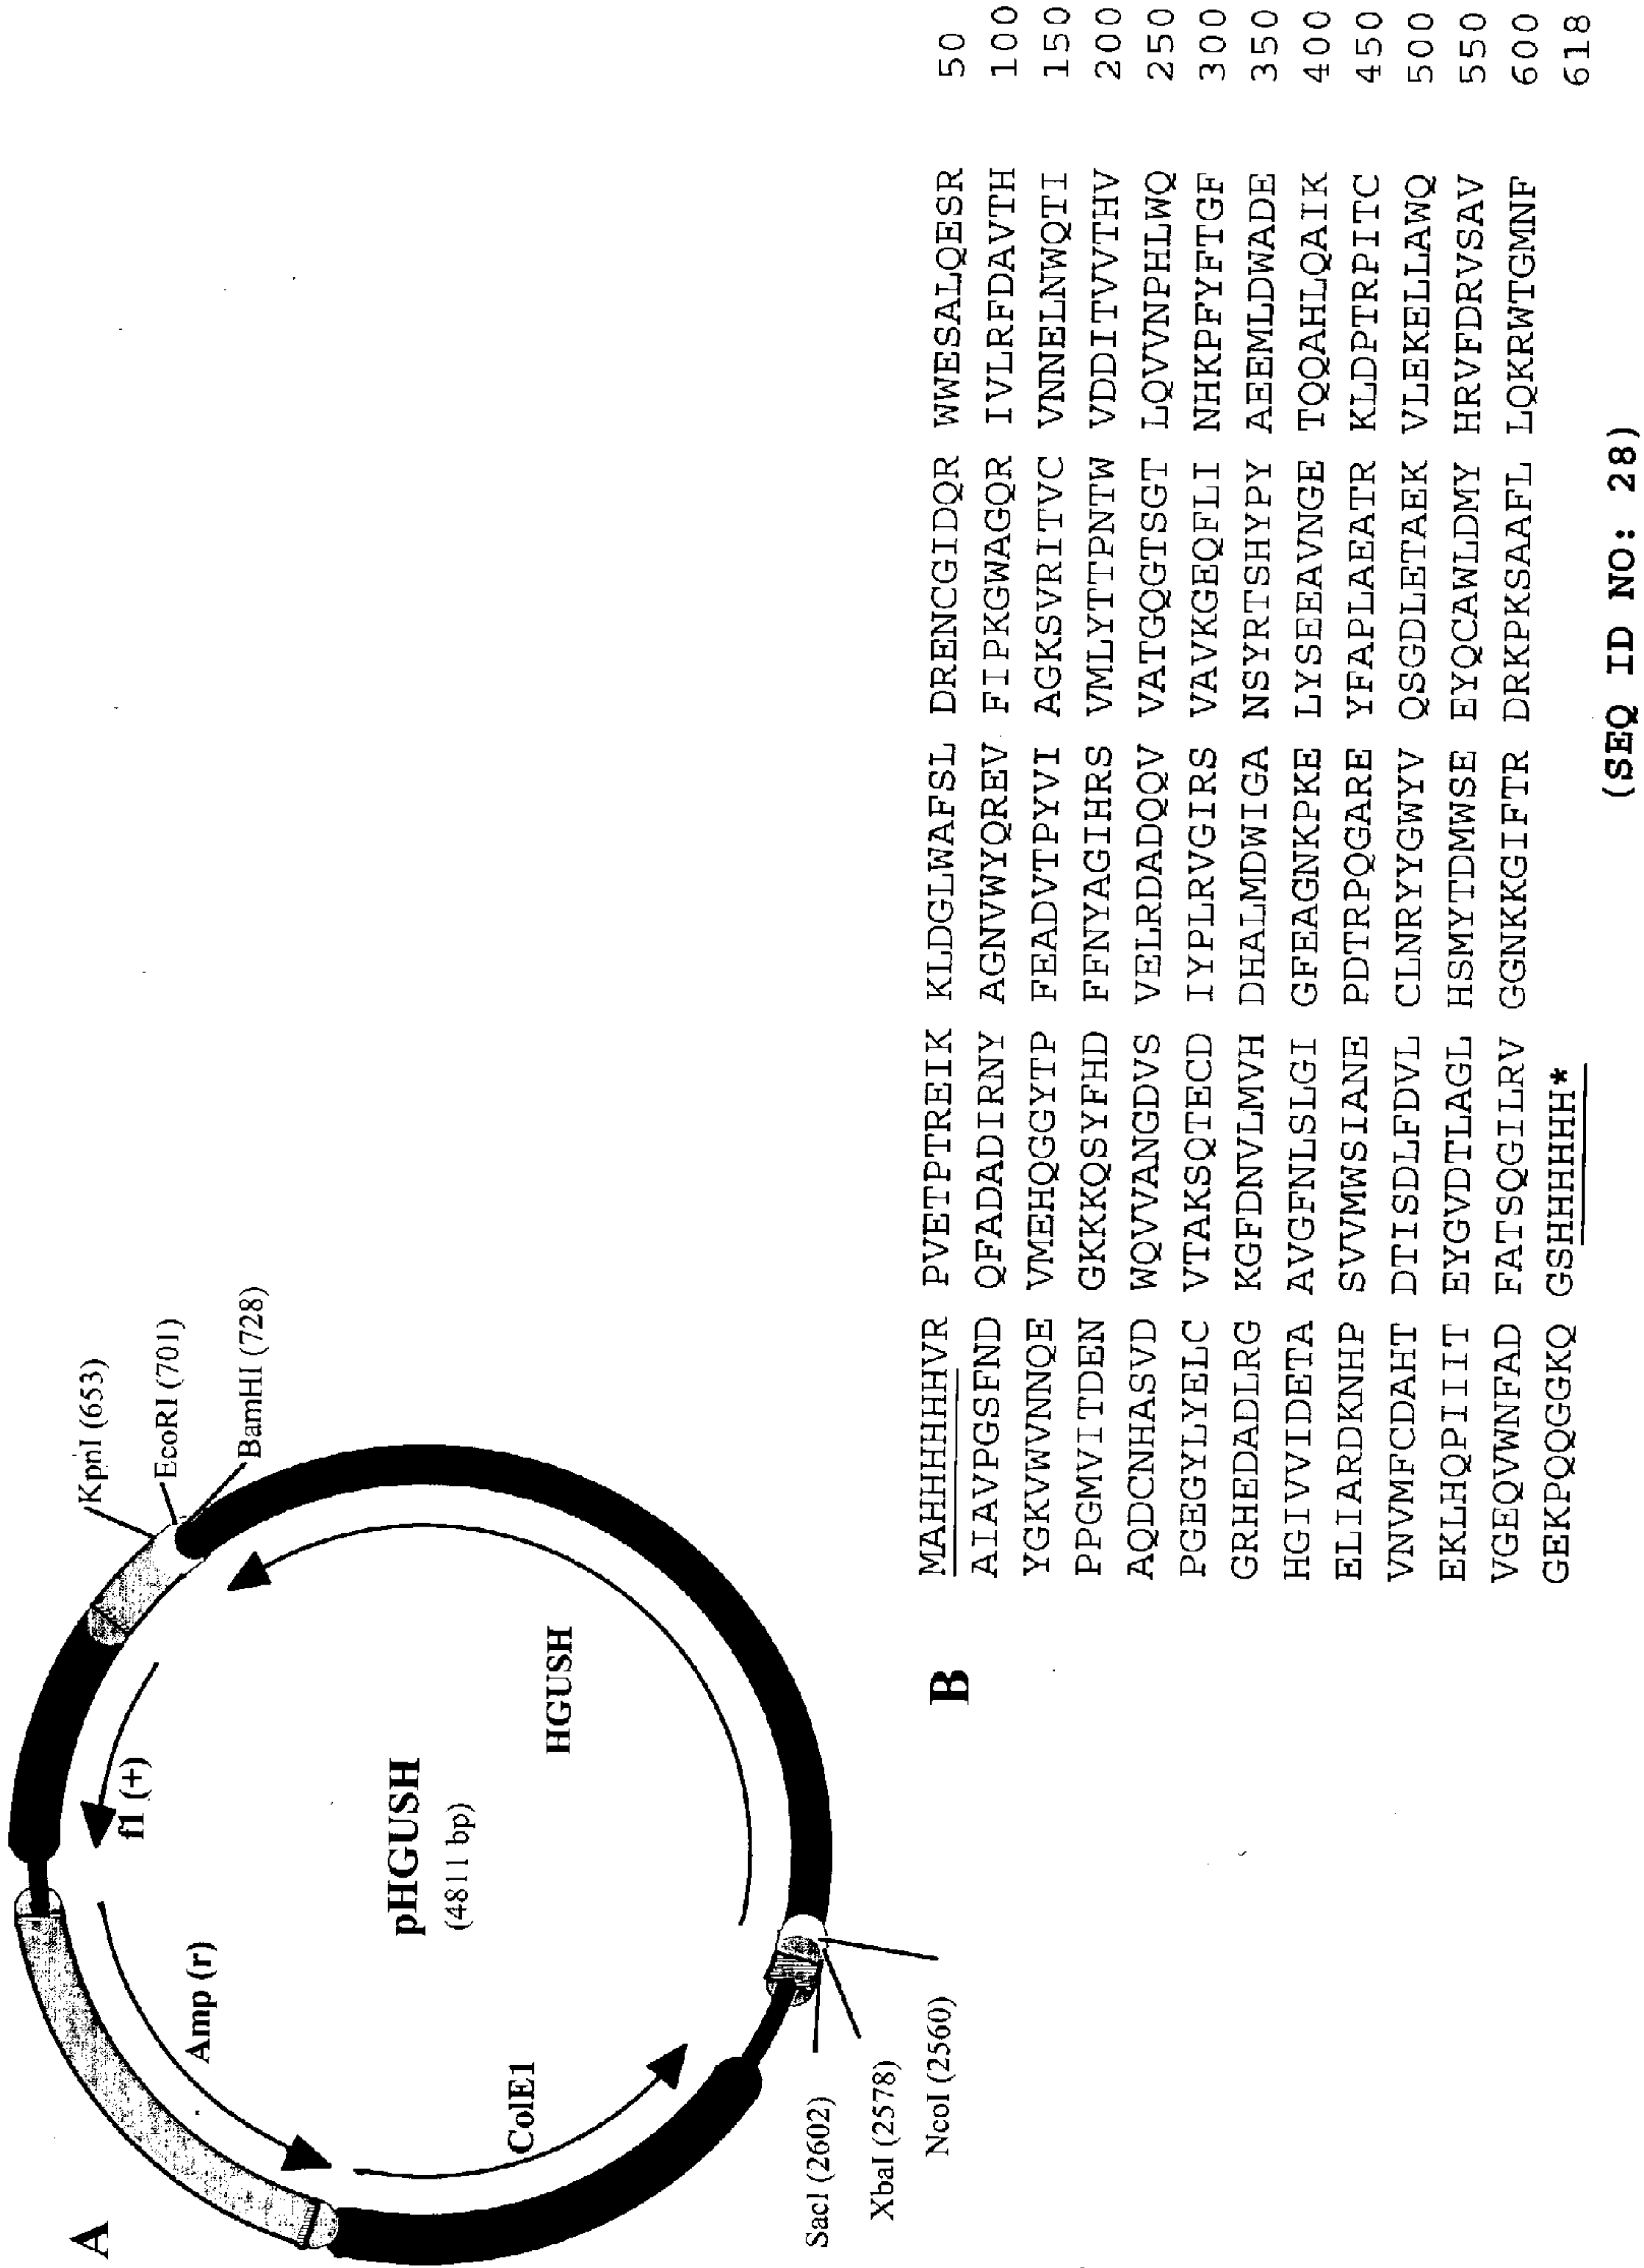 A
KpnI (653)
EcoRI (701)
BamHI (728)
f1 (+)
Amp (r)
pHGUSH
(4811 bp)
HGUSH
ColE1
SacI (2602)
XbaI (2578)
NcoI (2560)
B
MAHHHHHHVR PVETPTREIK KLDGLWAFSL DRENCGIDQR WWESALQESR 50
AIAVPGSFND QFADADIRNY AGNVWYQREV FIPKGWAGQR IVLRFDAVTH 100
YGKVWVNNQE VMEHQGGYTP FEADVTPYVI AGKSVRITVC VNNELNWQTI 150
PPGMVITDEN GKKKQSYFHD FFNYAGIHRS VMLYTTPNTW VDDITVVTHV 200
AQDCNHASVD WQVVANGDVS VELRDADQQV VATGQGTSGT LQVVNPHLWQ 250
PGEGYLYELC VTAKSQTECD IYPLRVGIRS VAVKGEQFLI NHKPFYFTGF 300
GRHEDADLRG KGFDNVLMVH DHALMDWIGA NSYRTSHYPY AEEMLDWADE 350
HGIVVIDETA AVGFNLSLGI GFEAGNKPKE LYSEEAVNGE TQQAHLQAIK 400
ELIARDKNHP SVVMWSIANE PDTRPQGARE YFAPLAEATR KLDPTRPITC 450
VNVMFCDAHT DTISDLFDVL CLNRYYGWYV QSGDLETAEK VLEKELLAWQ 500
EKLHQPIIIT EYGVDTLAGL HSMYTDMWSE EYQCAWLDMY HRVFDRVSAV 550
VGEQVWNFAD FATSQGILRV GGNKKGIFTR DRKPKSAAFL LQKRWTGMNF 600
GEKPQQGGKQ GSHHHHHH* 618
(SEQ ID NO: 28)